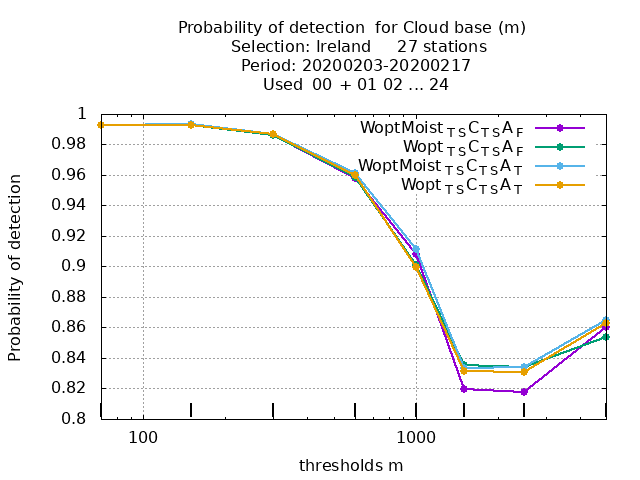 Probability of detection for Cloud base (m)
Selection: Ireland 27 stations
Period: 20200203-20200217
Used 00 + 01 02 ... 24
WoptMoist TS C TS A F
Wopt TS C TS A F
WoptMoist TS C TS A T
Wopt TS C TS A T
1
0.98
0.96
0.94
0.92
0.9
0.88
0.86
0.84
0.82
0.8
Probability of detection
100 1000
thresholds m